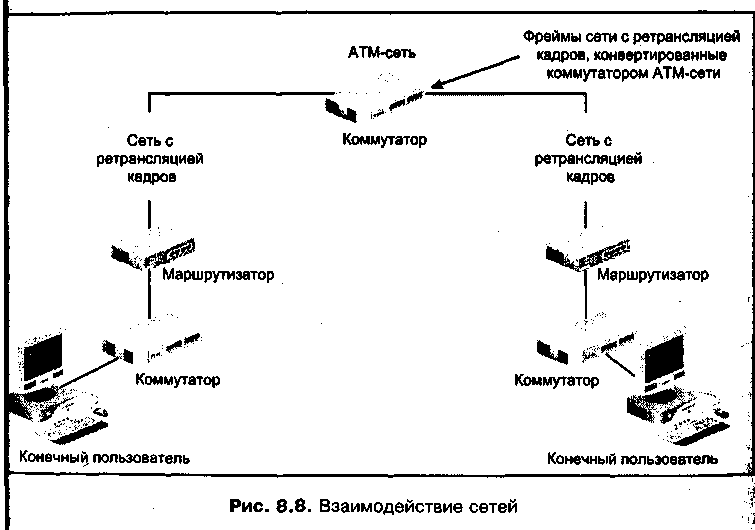 АТМ-сеть
Фреймы сети с ретрансляцией
кадров, конвертированные
коммутатором АТМ-сети
Коммутатор
Сеть с
ретрансляцией
кадров
Сеть с
ретрансляцией
кадров
Маршрутизатор
Маршрутизатор
Коммутатор
Коммутатор
Конечный пользователь
Конечный пользователь
Рис. 8.8. Взаимодействие сетей